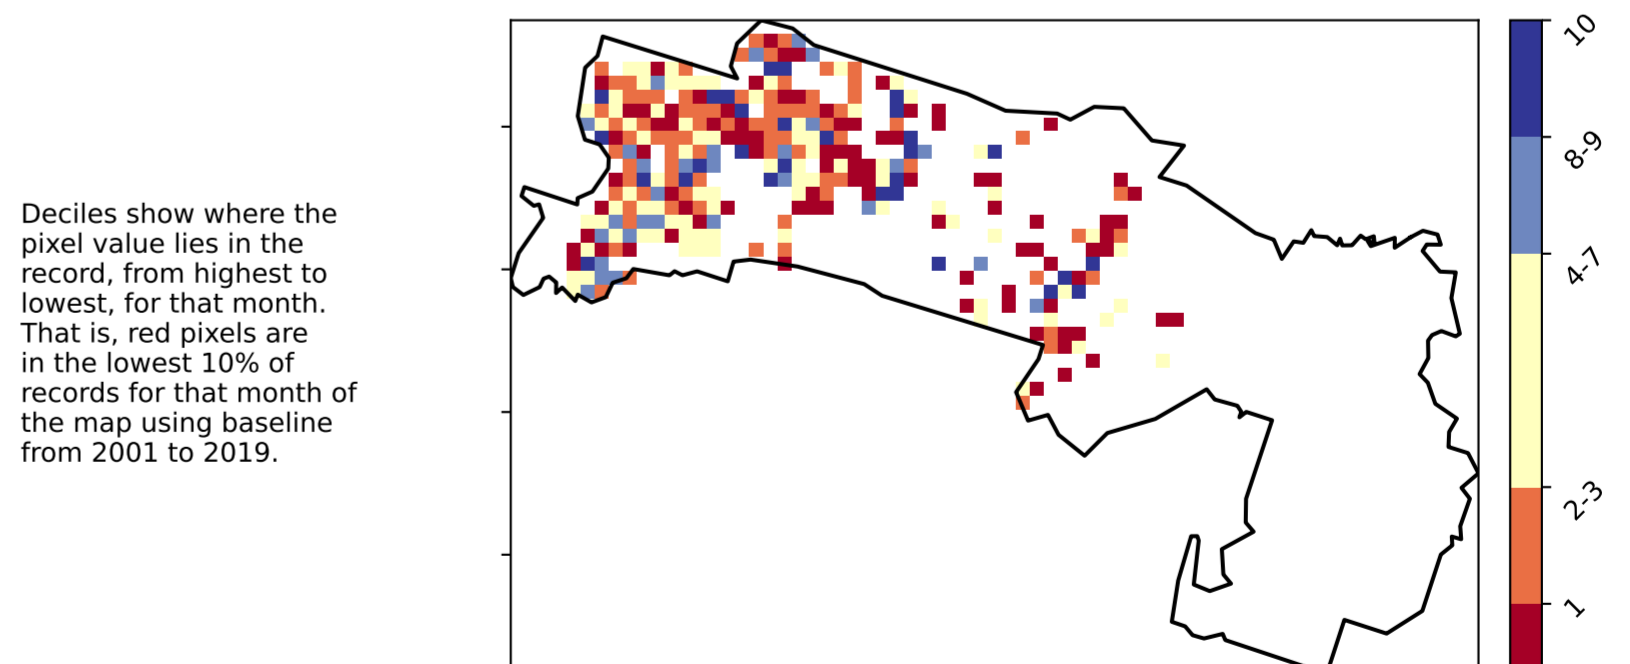 Deciles show where the
pixel value lies in the
record, from highest to
lowest, for that month.
That is, red pixels are
in the lowest 10% of
records for that month of
the map using baseline
from 2001 to 2019.
10
8-9
4-7
2-3
1